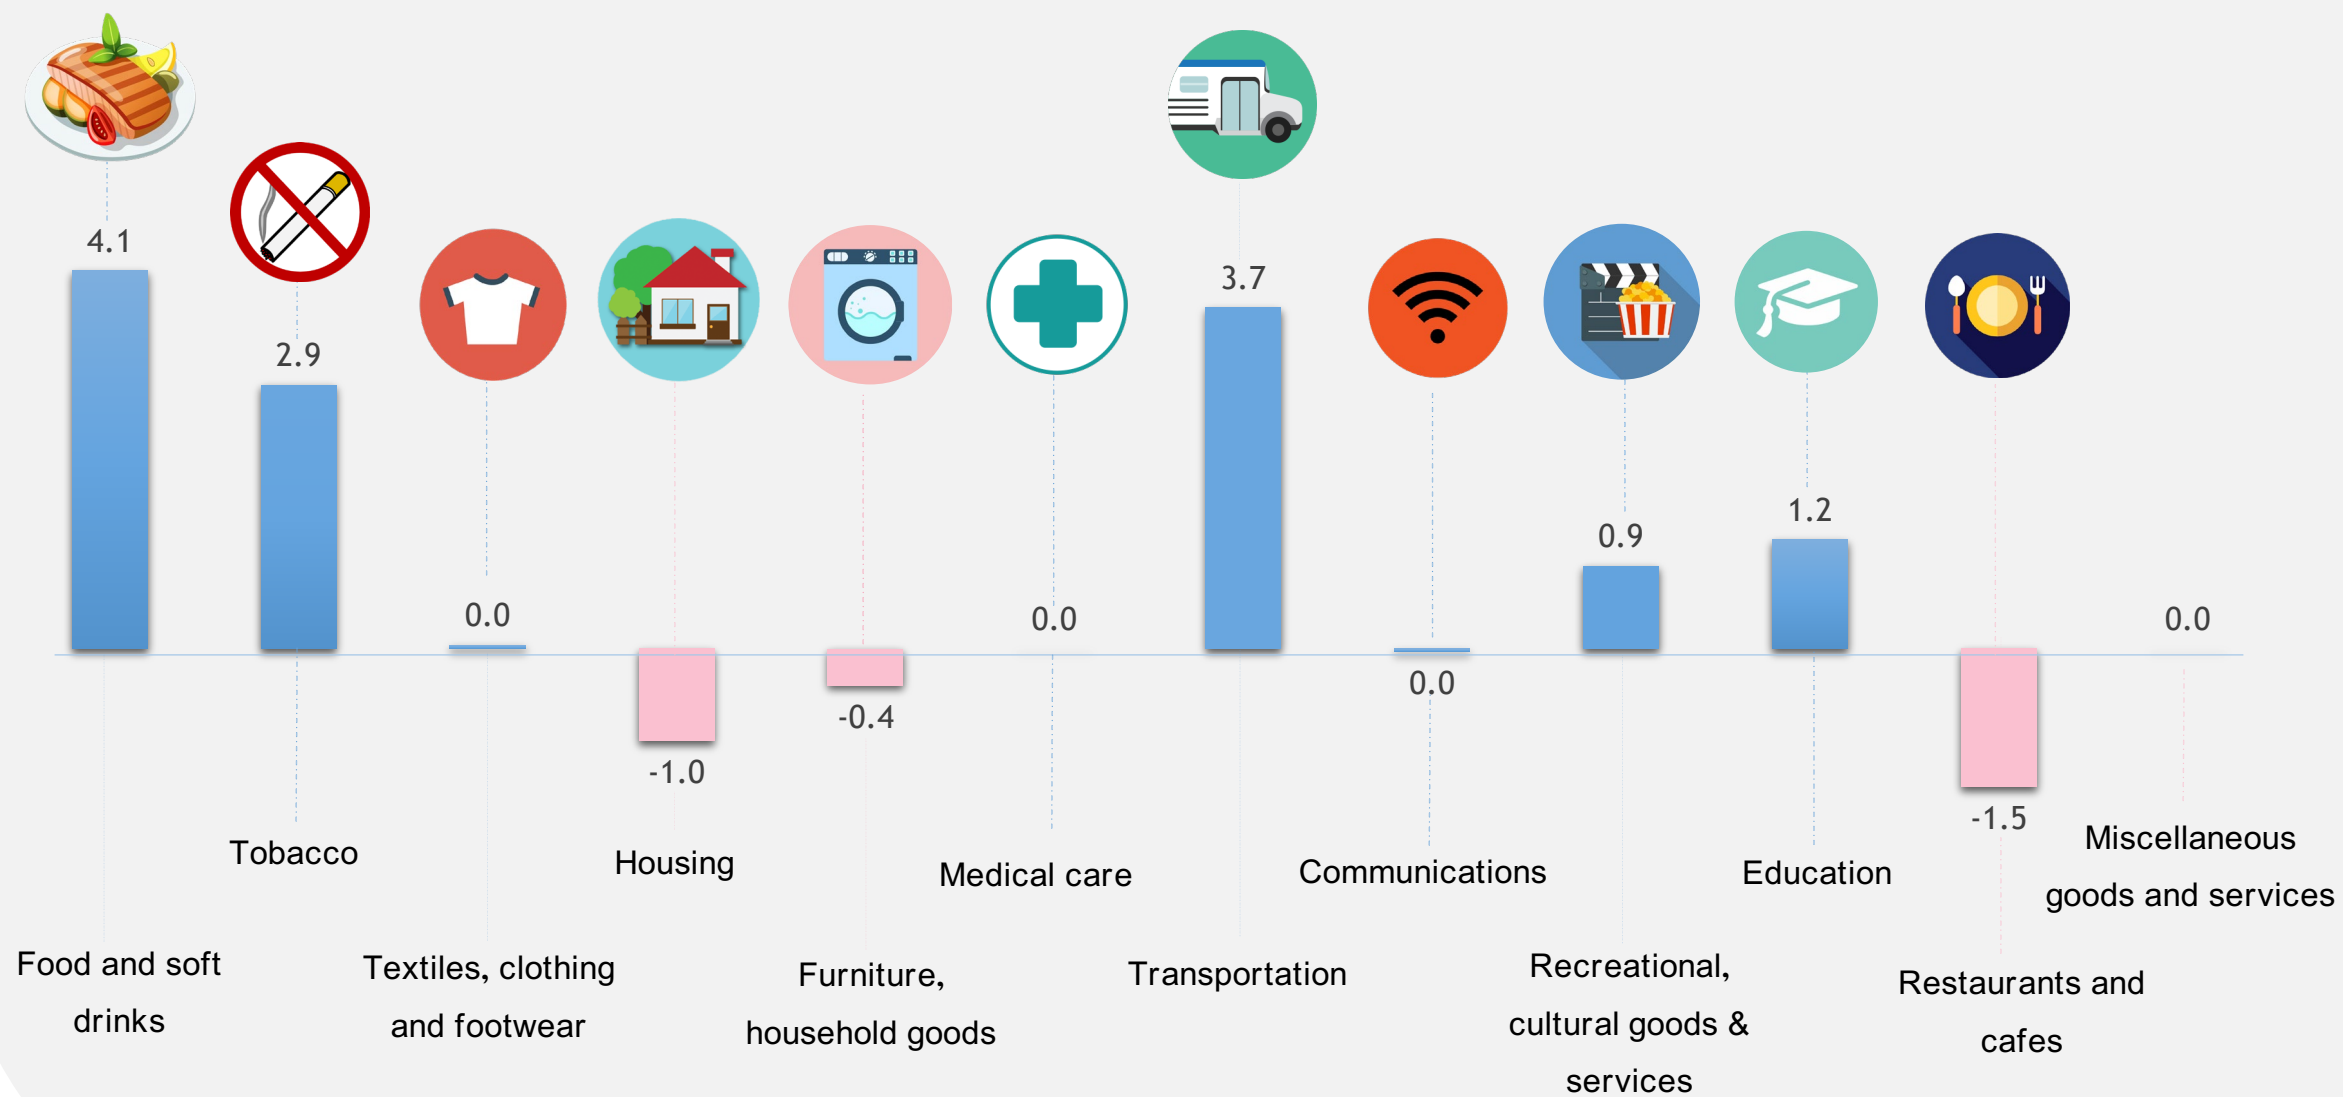 4.1
2.9
0.0
-1.0
-0.4
0.0
3.7
0.0
0.9
1.2
-1.5
0.0
Food and soft
drinks
Tobacco
Textiles, clothing
and footwear
Housing
Furniture,
household goods
Medical care
Transportation
Communications
Recreational,
cultural goods &
services
Education
Restaurants and
cafes
Miscellaneous
goods and services